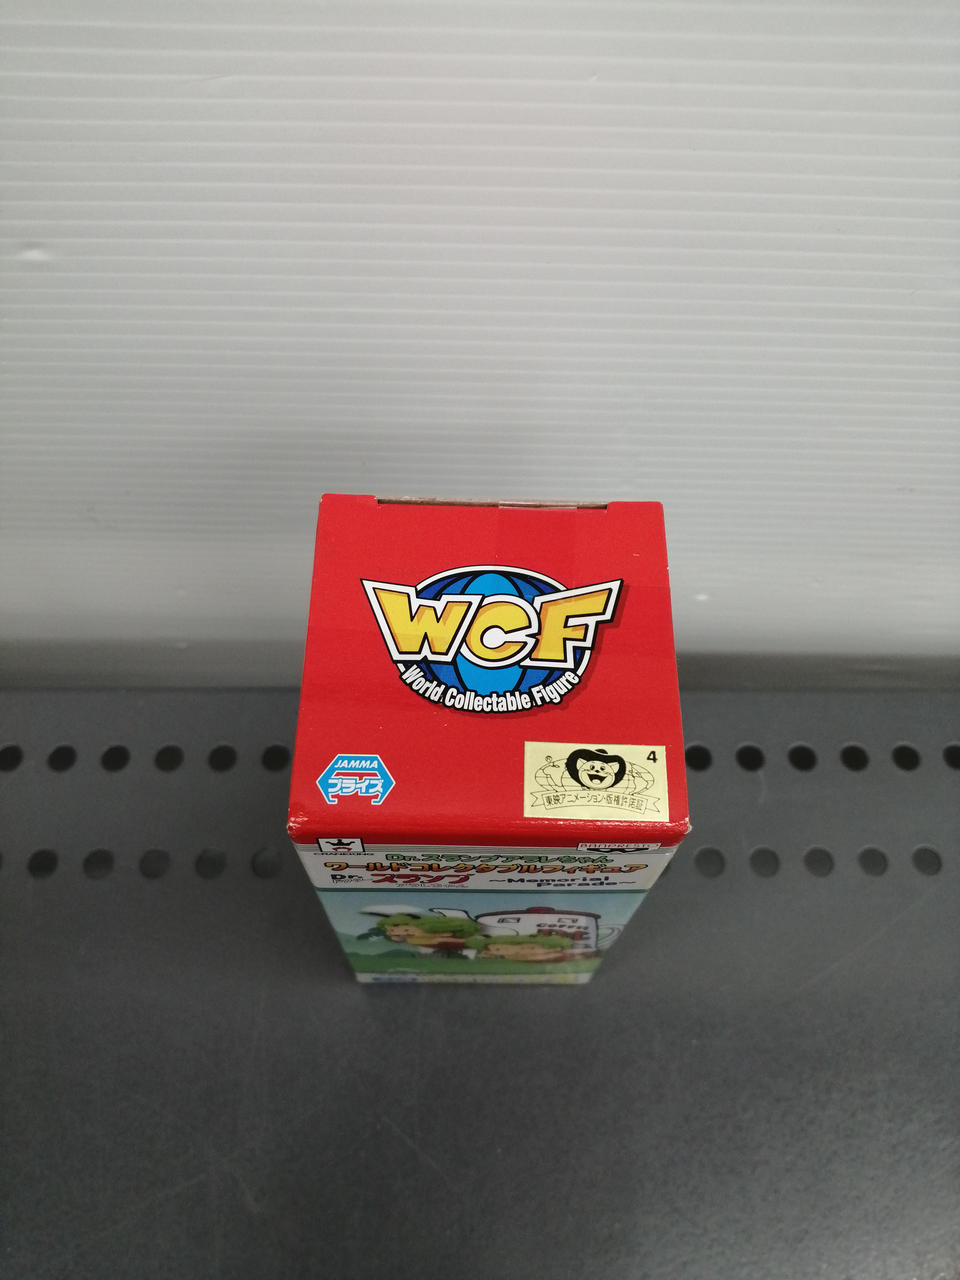 WCF
World Collectable Figure
JAMMA
プライズ
4
東映アニメーション・版権許諾証
CRANEKING
BANPRESTO
Dr.スランプアラレちゃん
ワールドコレクタブルフィギュア
Dr.スランプ
～Memorial
Parade～
COFFEE